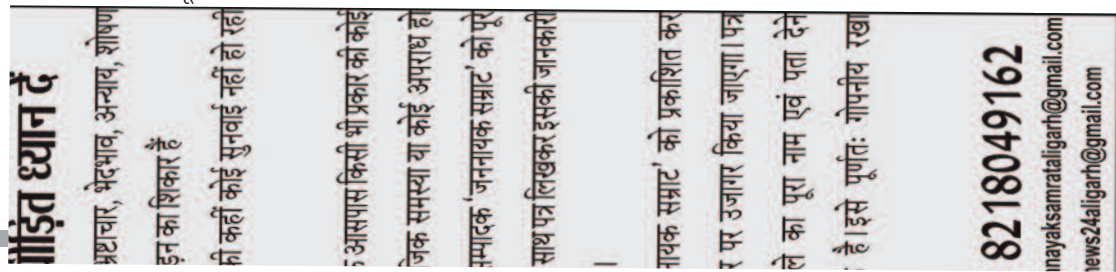 पीड़ित ध्यान दें
भ्रष्टाचार, भेदभाव, अन्याय, शोषण
का शिकार हैं
की कहीं कोई सुनवाई नहीं हो रही
आसपास किसी भी प्रकार की कोई
समस्या या कोई अपराध हो
सम्पादक 'जननायक सम्राट' को पूरे
साथ पत्र लिखकर इसकी जानकारी
सम्राट' को प्रकाशित कर
पर उजागर किया जाएगा। पत्र
का पूरा नाम एवं पता देने
है। इसे पूर्णतः गोपनीय रखा
8218049162
nayaksamrataligarh@gmail.com
news24aligarh@gmail.com